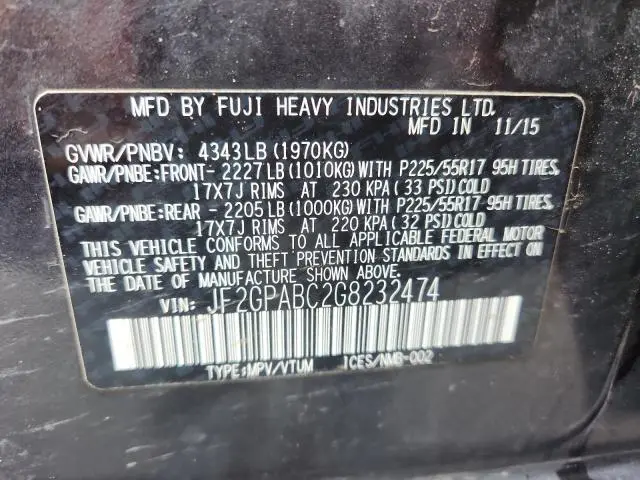 MFD BY FUJI HEAVY INDUSTRIES LTD.
MFD IN 11/15
GVWR/PNBV: 4343LB (1970KG)
GAWR/PNBE:FRONT- 2227LB (1010KG)WITH P225/55R17 95H TIRES,
17X7J RIMS AT 230 KPA (33 PSI)COLD
GAWR/PNBE:REAR - 2205LB (1000KG)WITH P225/55R17 95H TIRES,
17X7J RIMS AT 220 KPA (32 PSI)COLD
THIS VEHICLE CONFORMS TO ALL APPLICABLE FEDERAL MOTOR
VEHICLE SAFETY AND THEFT PREVENTION STANDARDS IN EFFECT ON
THE DATE OF MANUFACTURE SHOWN ABOVE.
VIN: JF2GPABC2G8232474
TYPE:MPV/VTUM ICES/NMB-002